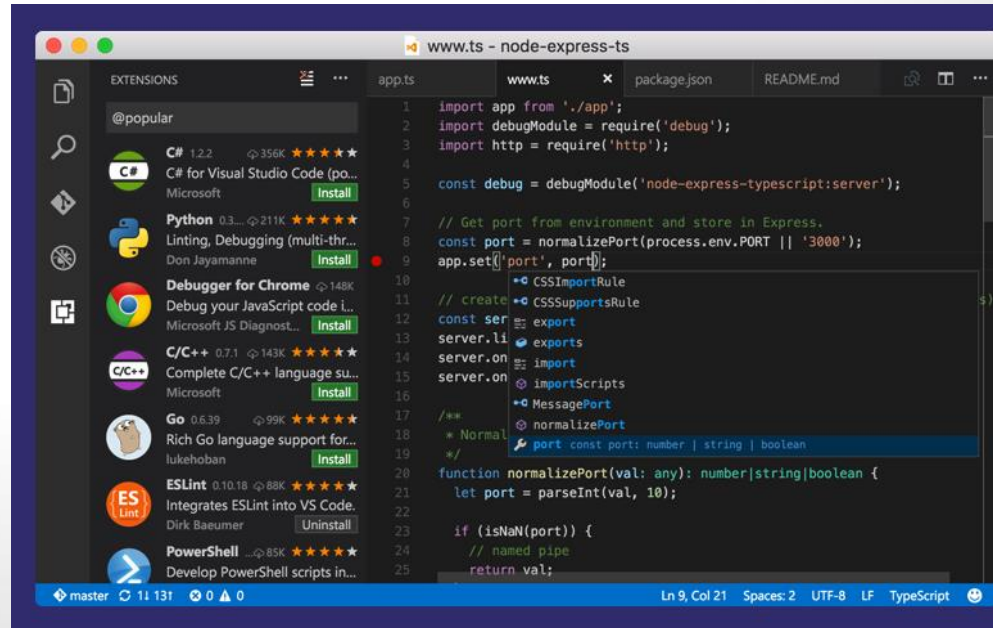 www.ts - node-express-ts
EXTENSIONS
@popular
C# 1.2.2 356K
C# for Visual Studio Code (po...
Microsoft Install
Python 0.3.... 211K
Linting, Debugging (multi-thr...
Don Jayamanne Install
Debugger for Chrome 148K
Debug your JavaScript code i...
Microsoft JS Diagnost... Install
C/C++ 0.7.1 143K
Complete C/C++ language su...
Microsoft Install
Go 0.6.39 99K
Rich Go language support for...
lukehoban Install
ESLint 0.10.18 88K
Integrates ESLint into VS Code.
Dirk Baeumer Uninstall
PowerShell ... 85K
Develop PowerShell scripts in...
C#
C/C++
ES
Lint
app.ts www.ts × package.json README.md
1 import app from './app';
2 import debugModule = require('debug');
3 import http = require('http');
4
5 const debug = debugModule('node-express-typescript:server');
6
7 // Get port from environment and store in Express.
8 const port = normalizePort(process.env.PORT || '3000');
9 app.set('port', port);
10
11 // create s)
12 const ser
13 server.li
14 server.on
15 server.on
16
17 /**
18 * Normal
19 */
20 function normalizePort(val: any): number|string|boolean {
21 let port = parseInt(val, 10);
22
23 if (isNaN(port)) {
24 // named pipe
25 return val;
CSSImportRule
CSSSupportsRule
export
exports
import
importScripts
MessagePort
normalizePort
port const port: number | string | boolean
master 1↓ 13↑ 0 0
Ln 9, Col 21 Spaces: 2 UTF-8 LF TypeScript